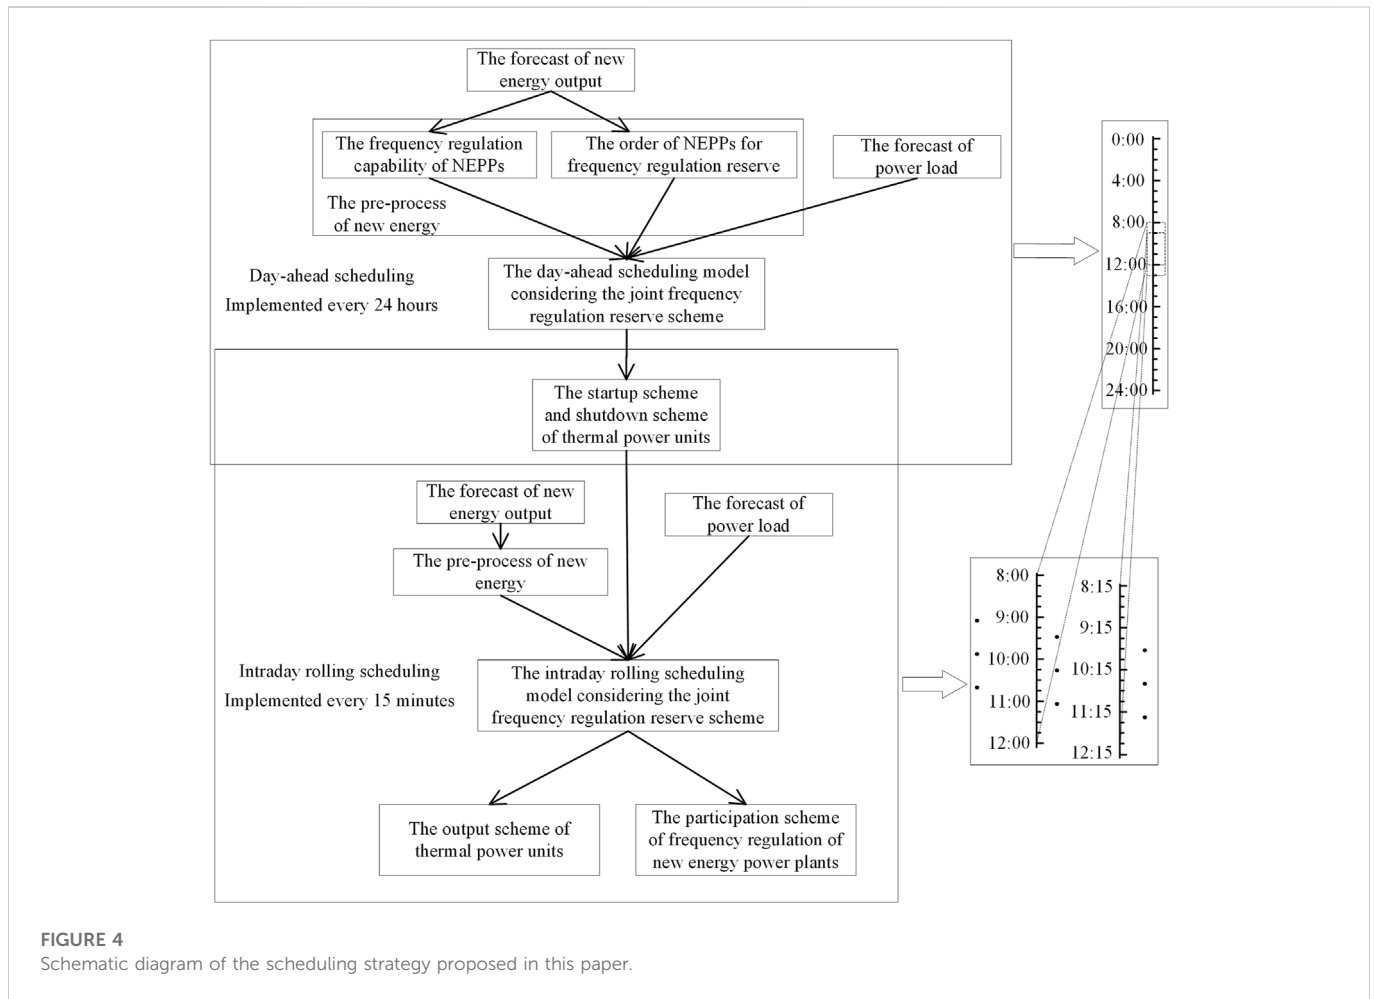 The forecast of new
energy output
The frequency regulation
capability of NEPPs
The order of NEPPs for
frequency regulation reserve
The forecast of
power load
The pre-process
of new energy
Day-ahead scheduling
Implemented every 24 hours
The day-ahead scheduling model
considering the joint frequency
regulation reserve scheme
The startup scheme
and shutdown scheme
of thermal power units
0:00
4:00
8:00
12:00
16:00
20:00
24:00
The forecast of new
energy output
The forecast of
power load
The pre-process of new
energy
Intraday rolling scheduling
Implemented every 15 minutes
The intraday rolling scheduling
model considering the joint
frequency regulation reserve scheme
The output scheme of
thermal power units
The participation scheme
of frequency regulation of
new energy power plants
8:00
9:00
10:00
11:00
12:00
8:15
9:15
10:15
11:15
12:15
FIGURE 4
Schematic diagram of the scheduling strategy proposed in this paper.